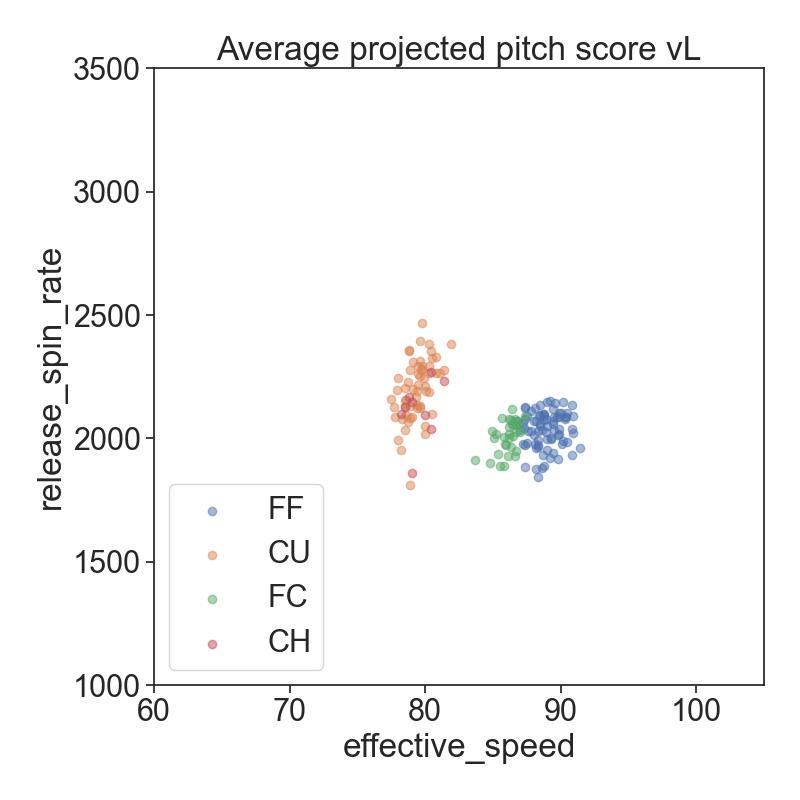 Average projected pitch score vL
3500
3000
2500
2000
1500
1000
release_spin_rate
FF
CU
FC
CH
60 70 80 90 100
effective_speed